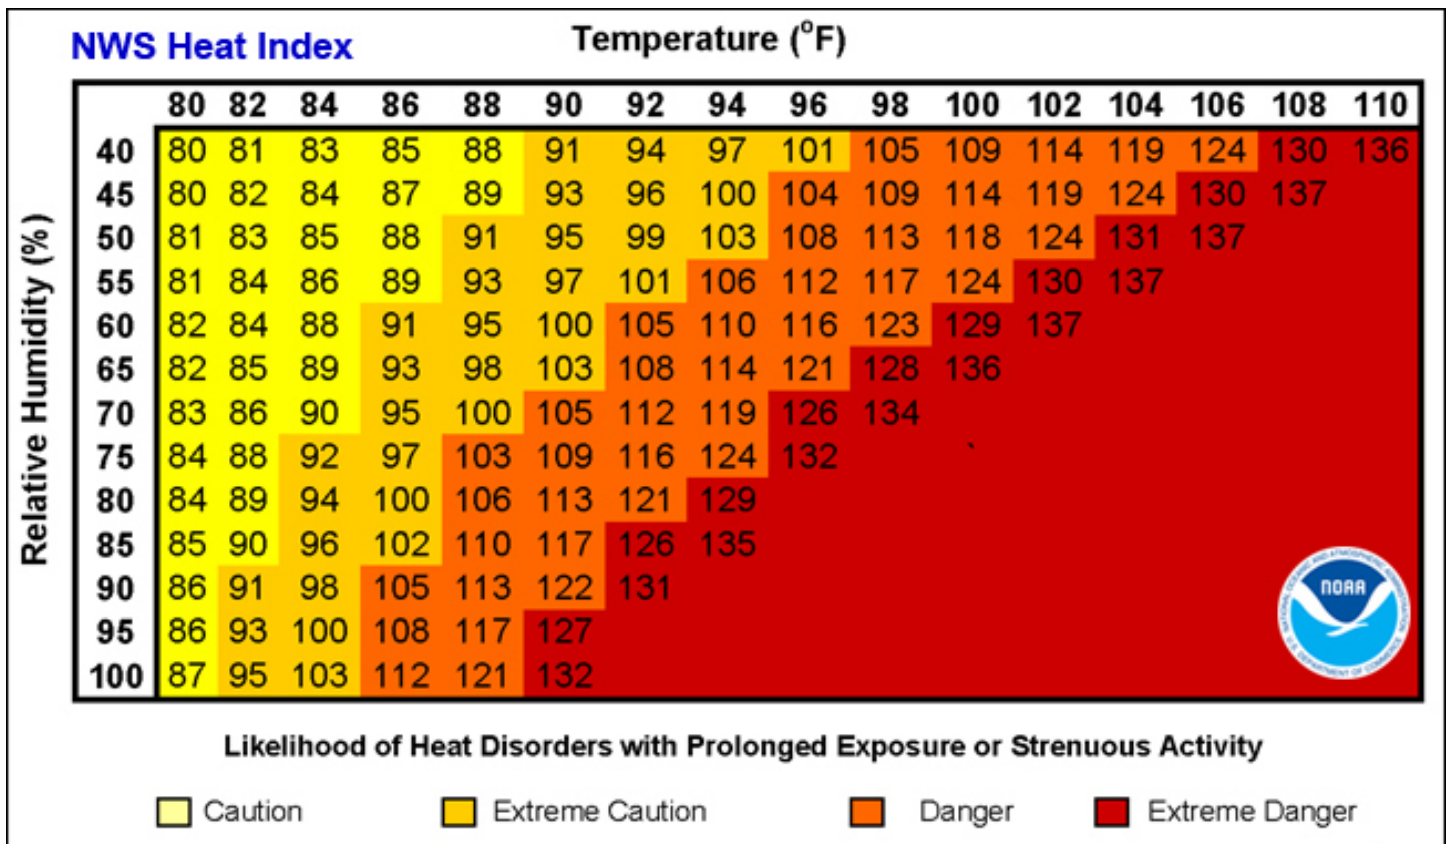 NWS Heat Index
Temperature (°F)
80 82 84 86 88 90 92 94 96 98 100 102 104 106 108 110
Relative Humidity (%)
40 80 81 83 85 88 91 94 97 101 105 109 114 119 124 130 136
45 80 82 84 87 89 93 96 100 104 109 114 119 124 130 137
50 81 83 85 88 91 95 99 103 108 113 118 124 131 137
55 81 84 86 89 93 97 101 106 112 117 124 130 137
60 82 84 88 91 95 100 105 110 116 123 129 137
65 82 85 89 93 98 103 108 114 121 128 136
70 83 86 90 95 100 105 112 119 126 134
75 84 88 92 97 103 109 116 124 132
80 84 89 94 100 106 113 121 129
85 85 90 96 102 110 117 126 135
90 86 91 98 105 113 122 131
95 86 93 100 108 117 127
100 87 95 103 112 121 132
NATIONAL OCEANIC AND ATMOSPHERIC ADMINISTRATION
NOAA
U.S. DEPARTMENT OF COMMERCE
Likelihood of Heat Disorders with Prolonged Exposure or Strenuous Activity
Caution
Extreme Caution
Danger
Extreme Danger